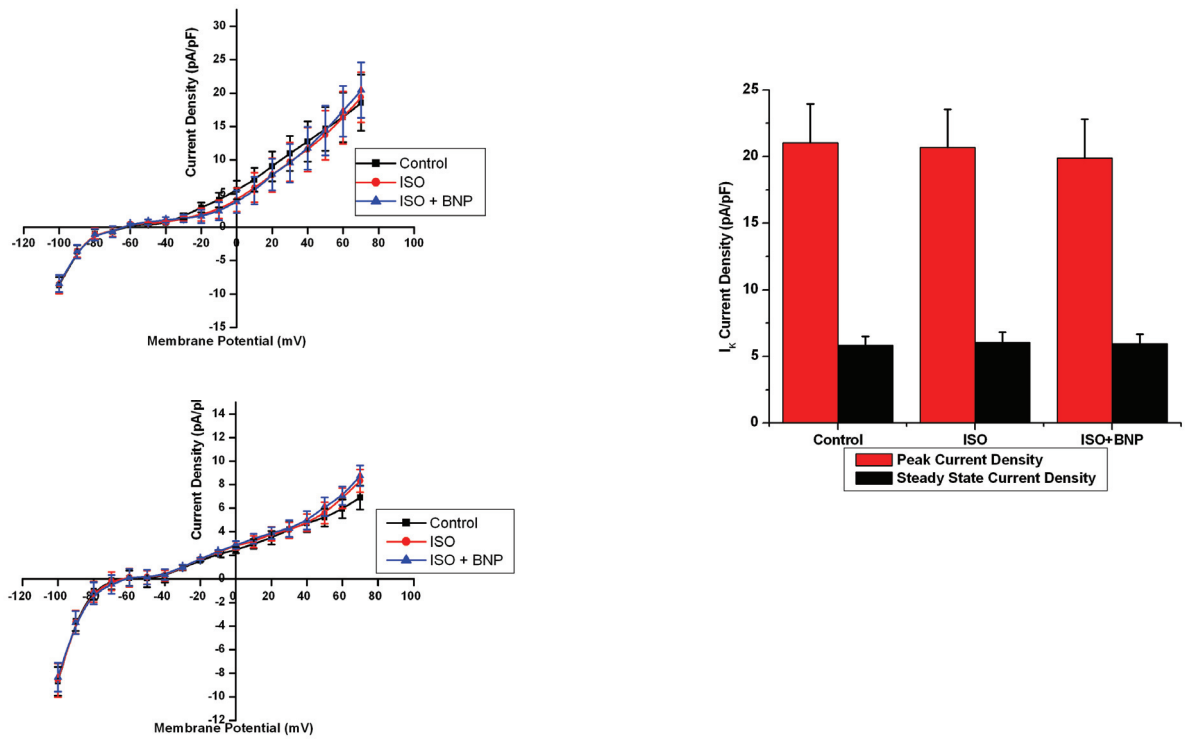 Current Density (pA/pF)
30
25
20
15
10
5
0
-5
-10
-15
-120 -100 -80 -60 -40 -20 0 20 40 60 80 100
Control
ISO
ISO + BNP
Membrane Potential (mV)
Current Density (pA/pl
14
12
10
8
6
4
2
0
-2
-4
-6
-8
-10
-12
-120 -100 -80 -60 -40 -20 0 20 40 60 80 100
Control
ISO
ISO + BNP
Membrane Potential (mV)
IK Current Density (pA/pF)
25
20
15
10
5
0
Control ISO ISO+BNP
Peak Current Density
Steady State Current Density